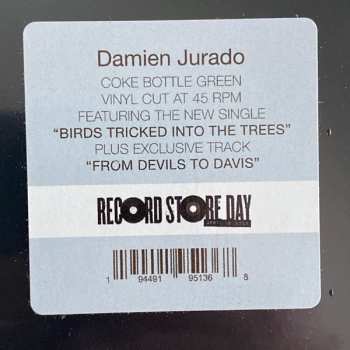 Damien Jurado
COKE BOTTLE GREEN
VINYL CUT AT 45 RPM
FEATURING THE NEW SINGLE
“BIRDS TRICKED INTO THE TREES”
PLUS EXCLUSIVE TRACK
“FROM DEVILS TO DAVIS”
RECORD STORE DAY
1 94491 95136 8